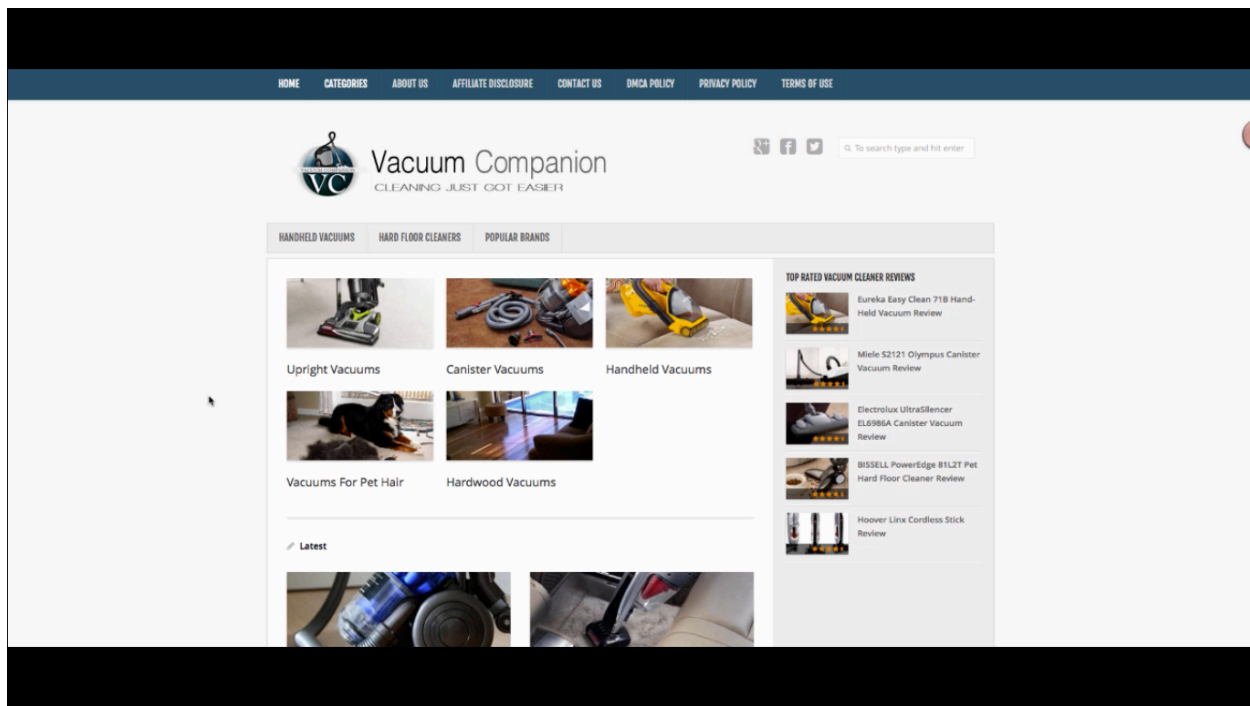 HOME CATEGORIES ABOUT US AFFILIATE DISCLOSURE CONTACT US DMCA POLICY PRIVACY POLICY TERMS OF USE
VC
Vacuum Companion
CLEANING JUST GOT EASIER
g+ f
To search type and hit enter
HANDHELD VACUUMS HARD FLOOR CLEANERS POPULAR BRANDS
Upright Vacuums
Canister Vacuums
Handheld Vacuums
Vacuums For Pet Hair
Hardwood Vacuums
Latest
TOP RATED VACUUM CLEANER REVIEWS
Eureka Easy Clean 71B Hand-
Held Vacuum Review
Miele S2121 Olympus Canister
Vacuum Review
Electrolux UltraSilencer
EL6986A Canister Vacuum
Review
BISSELL PowerEdge 81L2T Pet
Hard Floor Cleaner Review
Hoover Linx Cordless Stick
Review